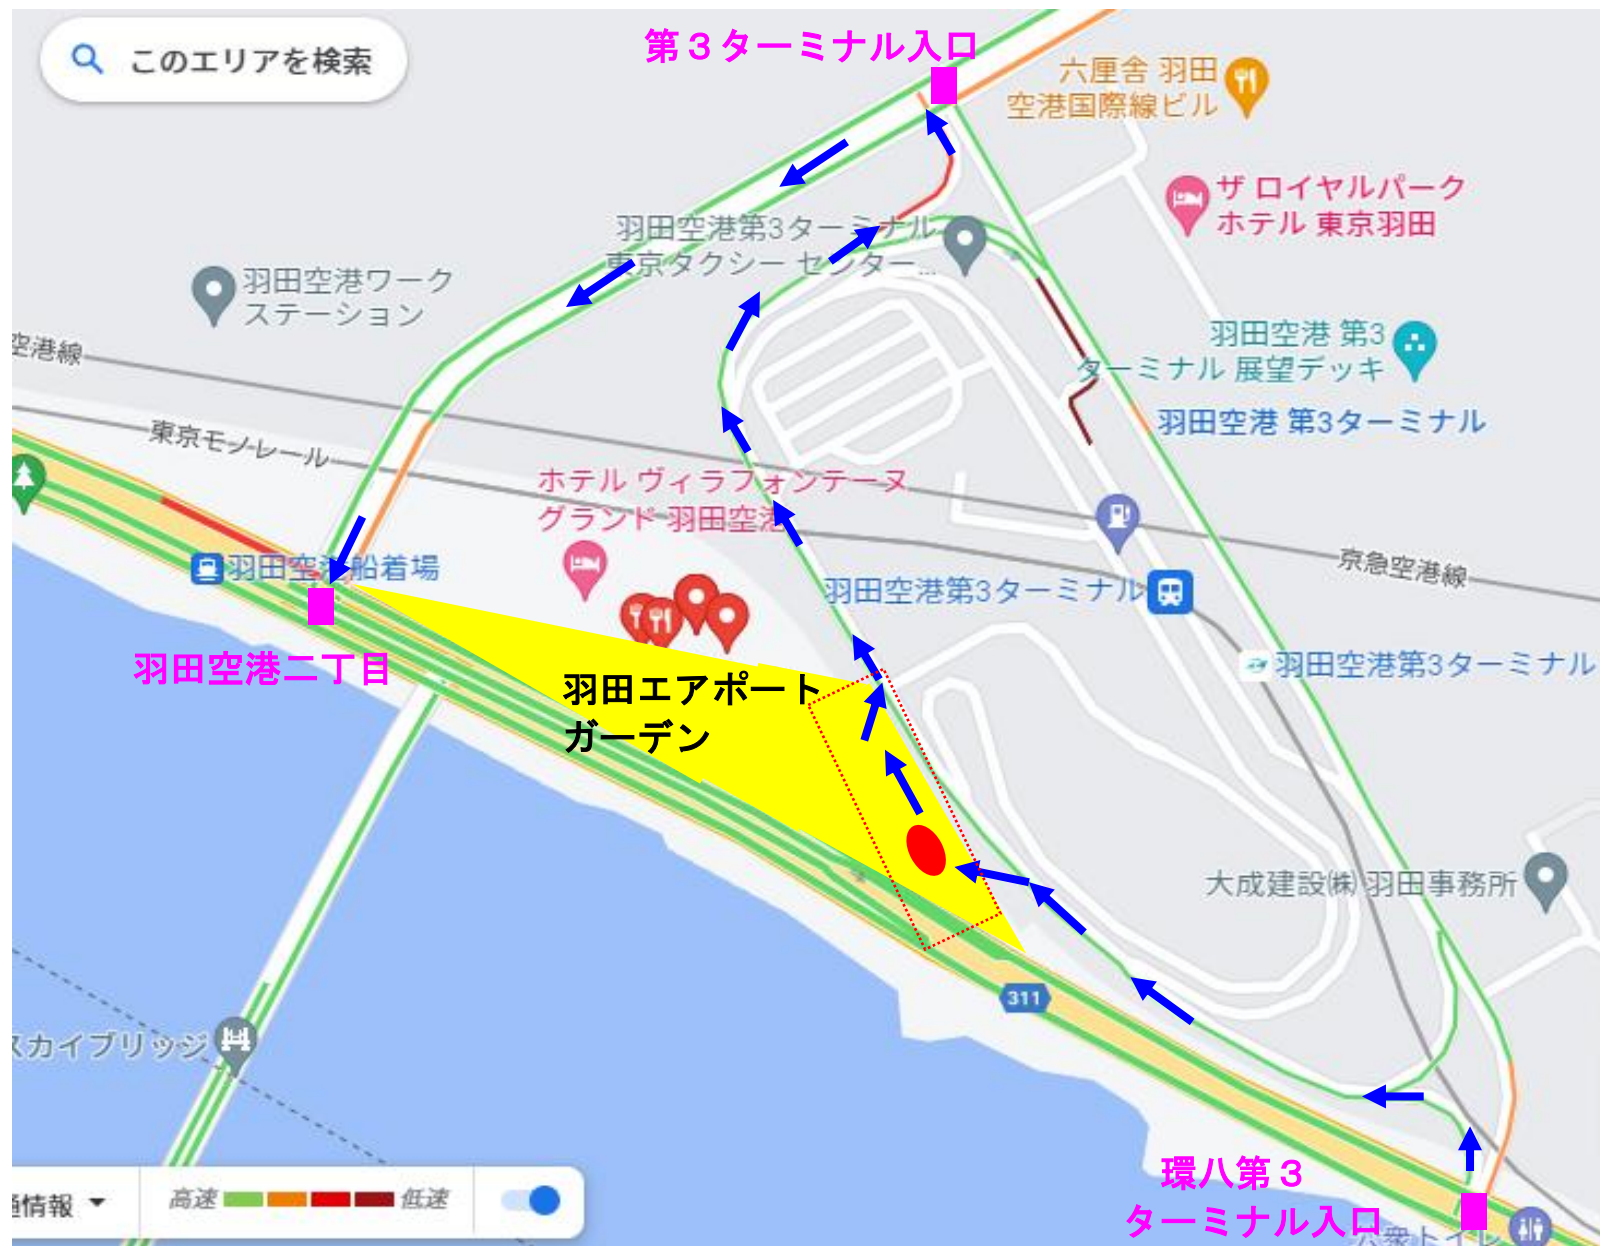 このエリアを検索
第３ターミナル入口
六厘舎 羽田
空港国際線ビル
ザ ロイヤルパーク
ホテル 東京羽田
羽田空港第3ターミナル
東京タクシー センター...
羽田空港ワーク
ステーション
空港線
羽田空港 第3
ターミナル 展望デッキ
羽田空港 第3ターミナル
東京モノレール
ホテル ヴィラフォンテーヌ
グランド 羽田空港
京急空港線
羽田空港船着場
羽田空港第3ターミナル
羽田空港二丁目
羽田空港第3ターミナル
羽田エアポート
ガーデン
大成建設㈱ 羽田事務所
311
スカイブリッジ
環八第３
ターミナル入口
情報
高速
低速
公衆トイレ